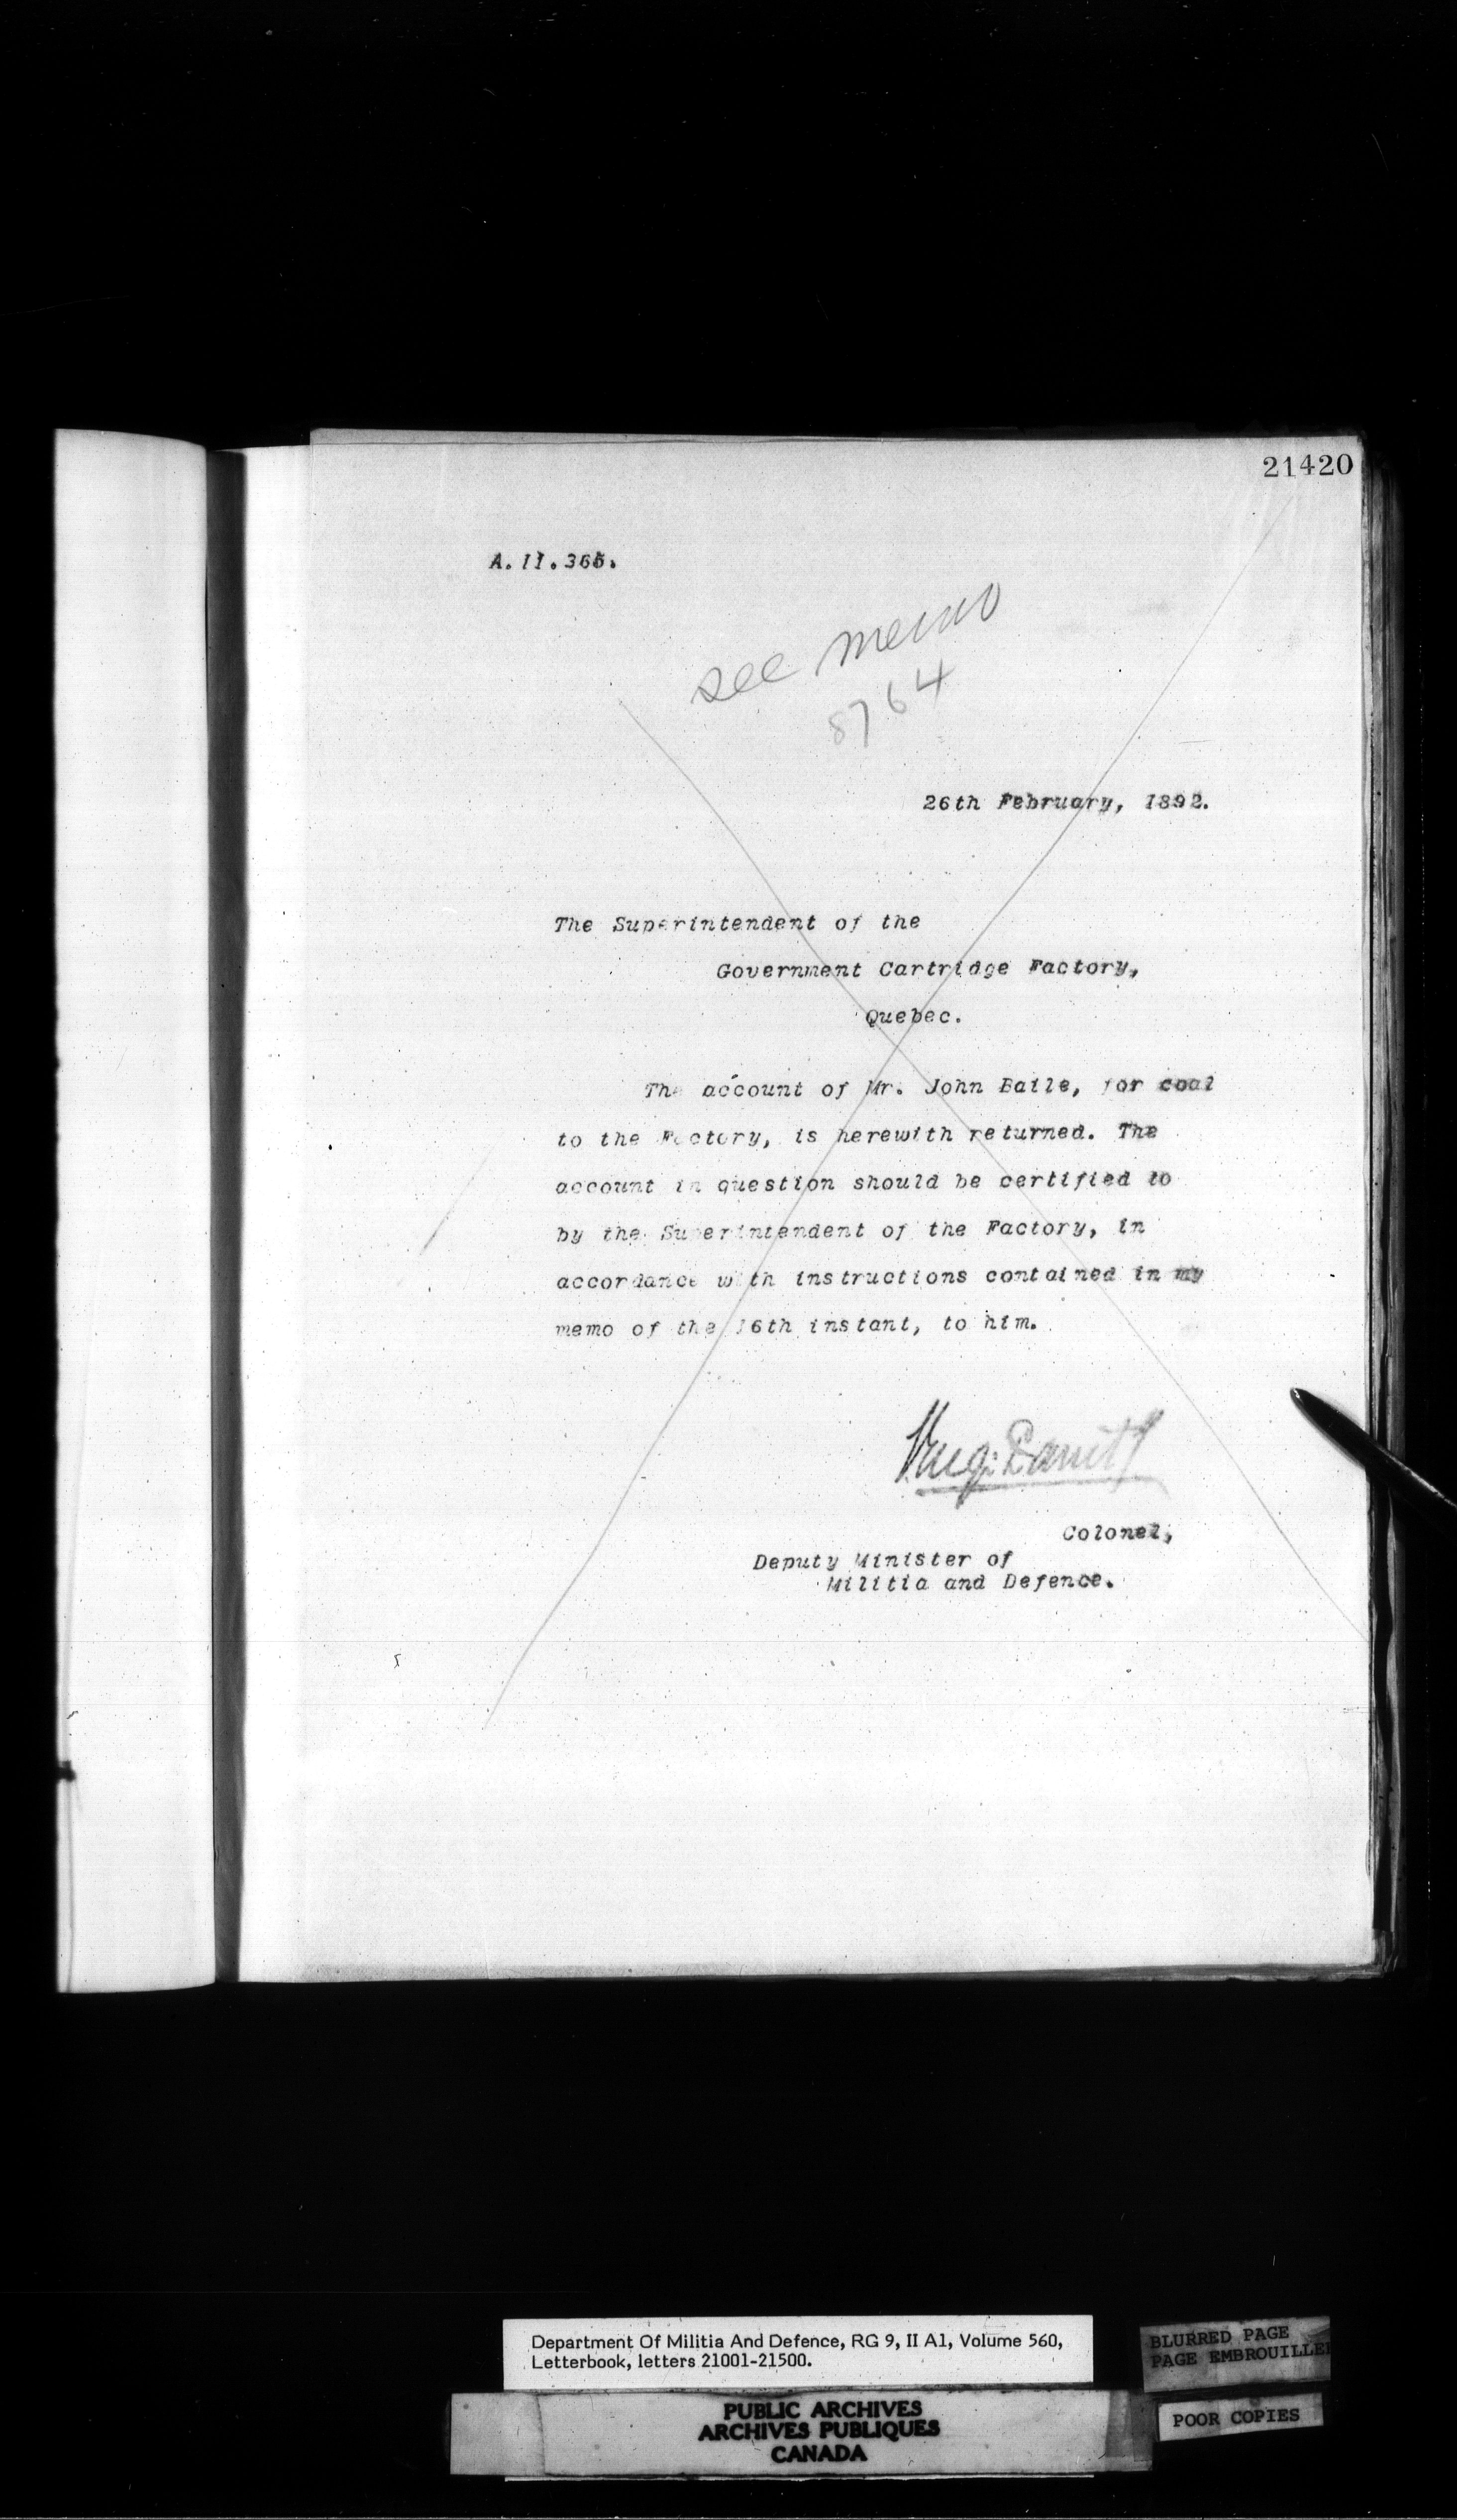 21420
A. 11. 365.
see memo
8764
26th February, 1892.
The Superintendent of the
Government Cartridge Factory,
Quebec.
The account of Mr. John Baile, for coal
to the Factory, is herewith returned. The
account in question should be certified to
by the Superintendent of the Factory, in
accordance with instructions contained in my
memo of the 16th instant, to him.
Colonel,
Deputy Minister of
Militia and Defence.
Department Of Militia And Defence, RG 9, II A1, Volume 560,
Letterbook, letters 21001-21500.
BLURRED PAGE
PAGE EMBROUILLEE
PUBLIC ARCHIVES
ARCHIVES PUBLIQUES
CANADA
POOR COPIES